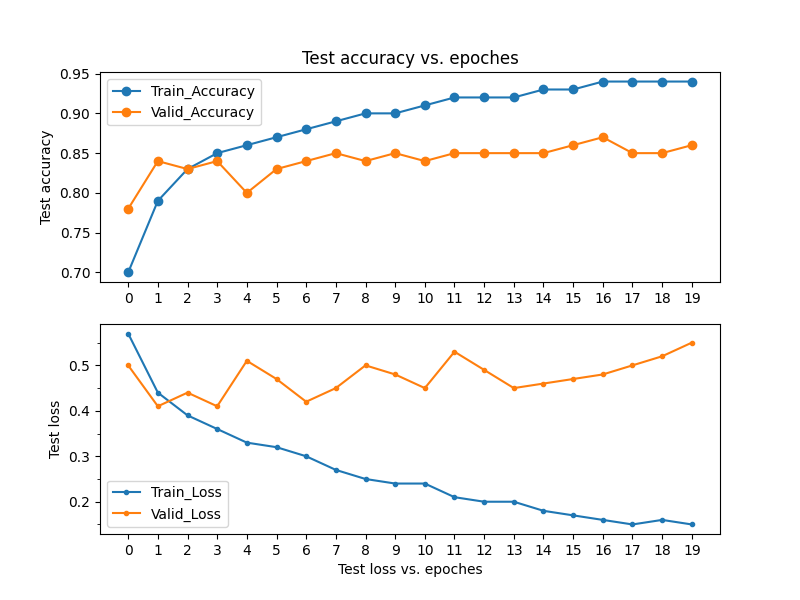 Test accuracy vs. epoches
Test accuracy
0.95
0.90
0.85
0.80
0.75
0.70
Train_Accuracy
Valid_Accuracy
0 1 2 3 4 5 6 7 8 9 10 11 12 13 14 15 16 17 18 19
Test loss
0.5
0.4
0.3
0.2
Train_Loss
Valid_Loss
0 1 2 3 4 5 6 7 8 9 10 11 12 13 14 15 16 17 18 19
Test loss vs. epoches